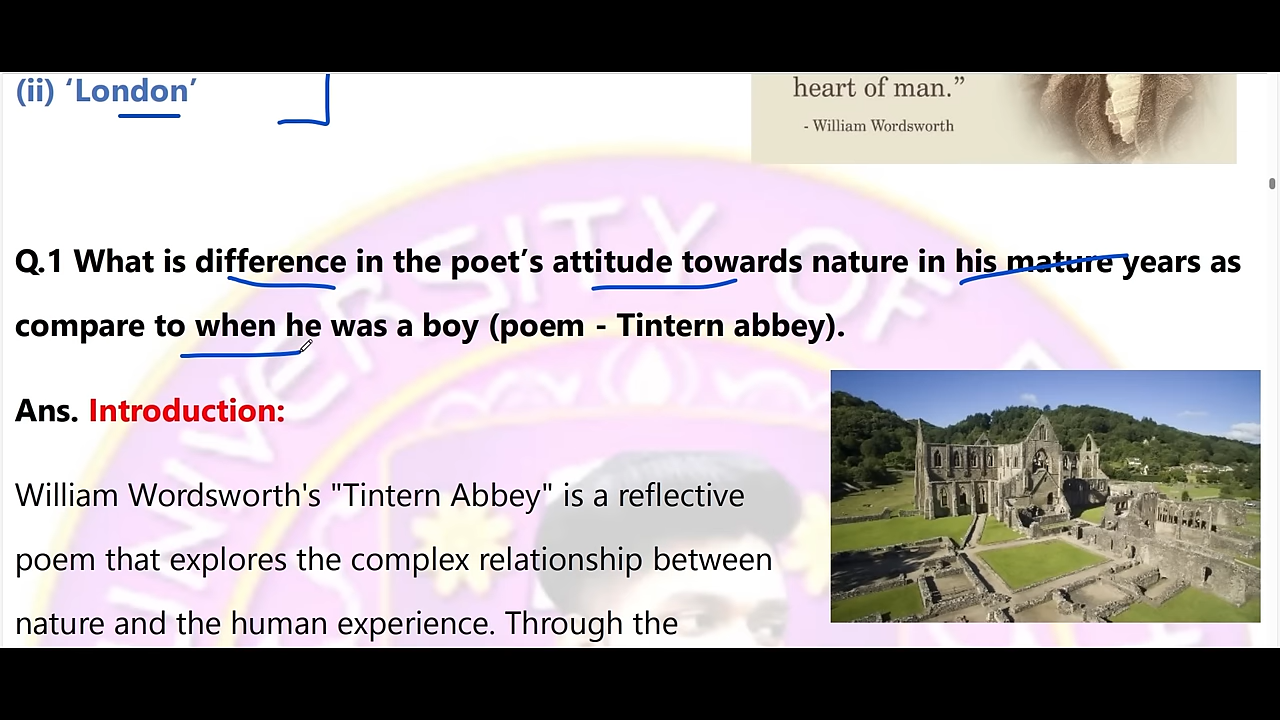 (ii) ‘London’
heart of man.”
- William Wordsworth
UNIVERSITY OF
Q.1 What is difference in the poet’s attitude towards nature in his mature years as
compare to when he was a boy (poem - Tintern abbey).
Ans. Introduction:
William Wordsworth's "Tintern Abbey" is a reflective
poem that explores the complex relationship between
nature and the human experience. Through the